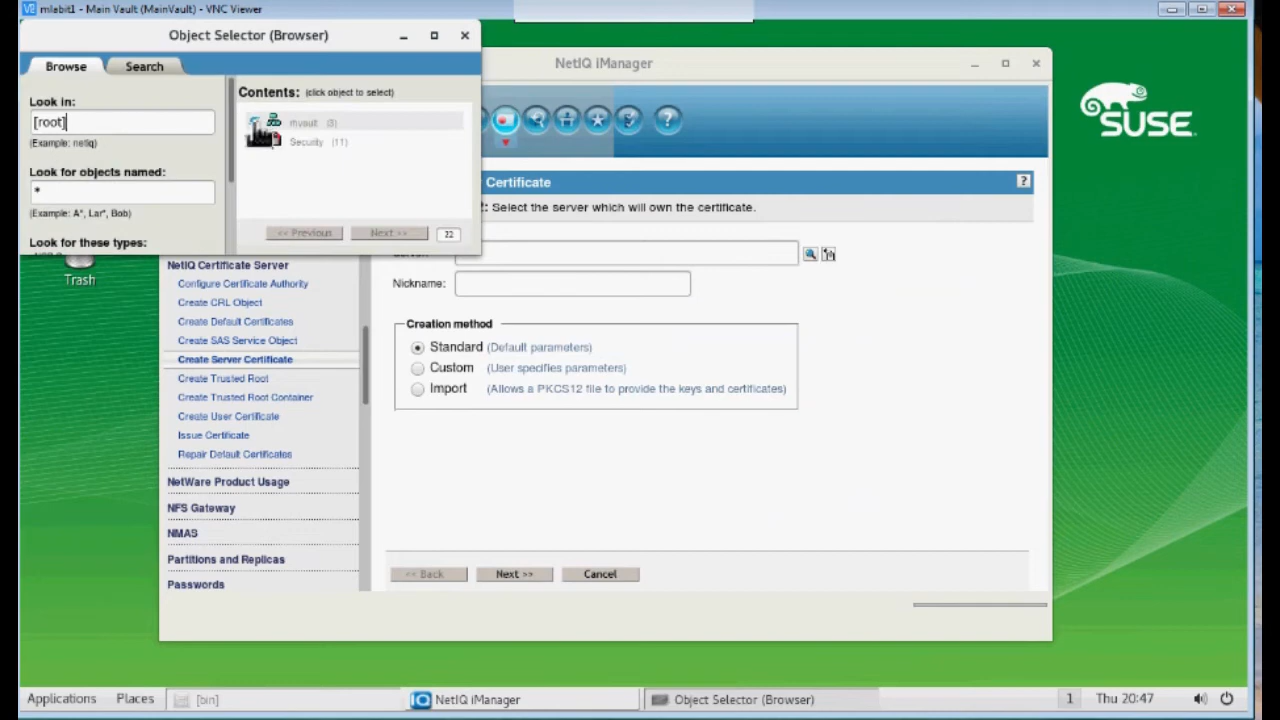 mlabit1 - Main Vault (MainVault) - VNC Viewer
Object Selector (Browser)
Browse
Search
Look in:
[root]
(Example: netiq)
Look for objects named:
*
(Example: A*, Lar*, Bob)
Look for these types:
Contents: (click object to select)
mvault (3)
Security (11)
<< Previous
Next >>
22
NetIQ iManager
SUSE
Certificate
?
Select the server which will own the certificate.
Nickname:
Creation method
Standard (Default parameters)
Custom (User specifies parameters)
Import (Allows a PKCS12 file to provide the keys and certificates)
<< Back
Next >>
Cancel
Trash
NetIQ Certificate Server
Configure Certificate Authority
Create CRL Object
Create Default Certificates
Create SAS Service Object
Create Server Certificate
Create Trusted Root
Create Trusted Root Container
Create User Certificate
Issue Certificate
Repair Default Certificates
NetWare Product Usage
NFS Gateway
NMAS
Partitions and Replicas
Passwords
Applications
Places
[bin]
NetIQ iManager
Object Selector (Browser)
1
Thu 20:47